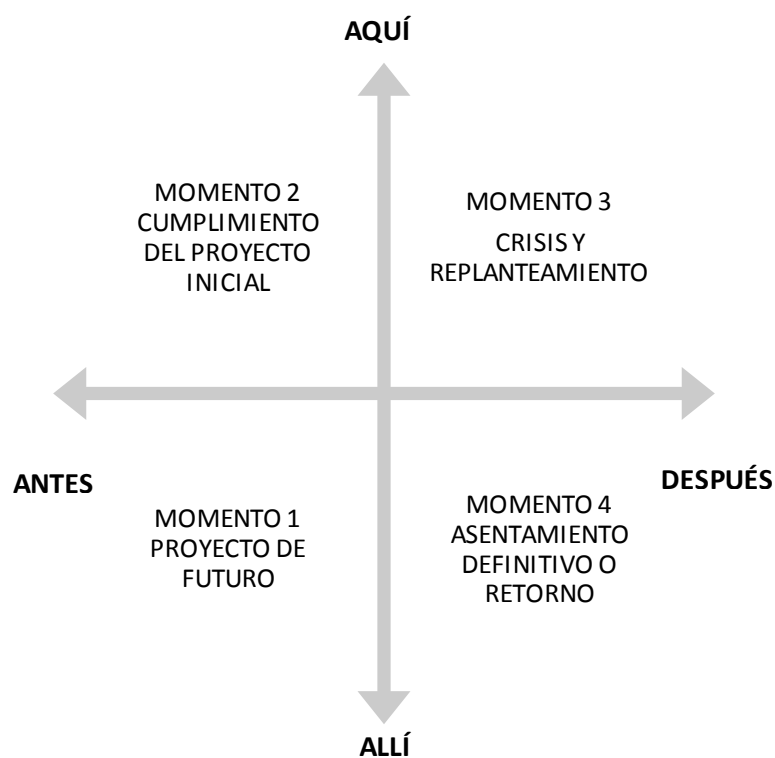 AQUÍ
MOMENTO 2
CUMPLIMIENTO
DEL PROYECTO
INICIAL
MOMENTO 3
CRISIS Y
REPLANTEAMIENTO
ANTES
DESPUÉS
MOMENTO 1
PROYECTO DE
FUTURO
MOMENTO 4
ASENTAMIENTO
DEFINITIVO O
RETORNO
ALLÍ